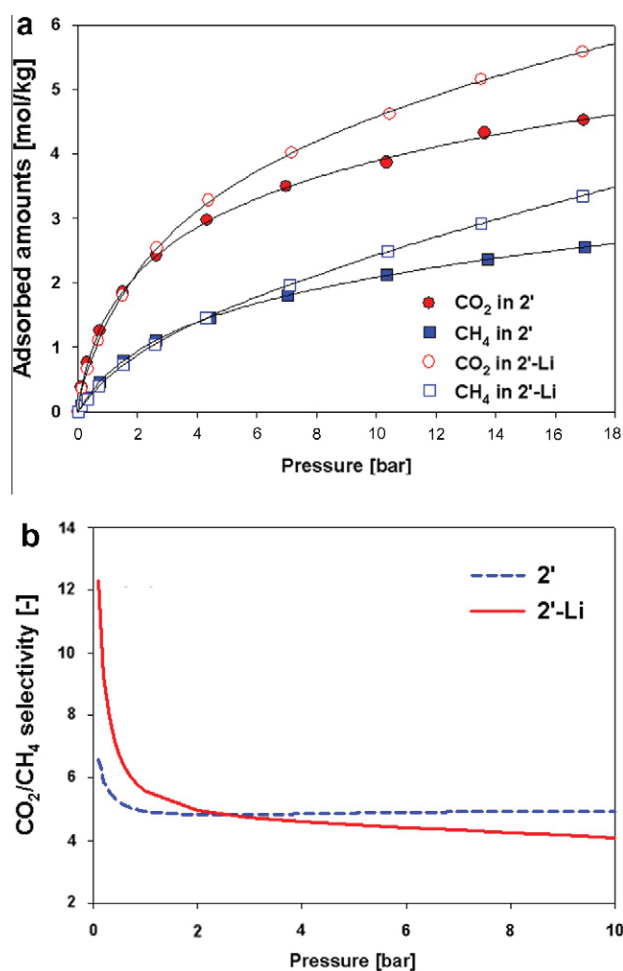 a
Adsorbed amounts [mol/kg]
6
5
4
3
2
1
0
CO2 in 2'
CH4 in 2'
CO2 in 2'-Li
CH4 in 2'-Li
0 2 4 6 8 10 12 14 16 18
Pressure [bar]
b
CO2/CH4 selectivity [-]
14
12
10
8
6
4
2
2'
2'-Li
0 2 4 6 8 10
Pressure [bar]